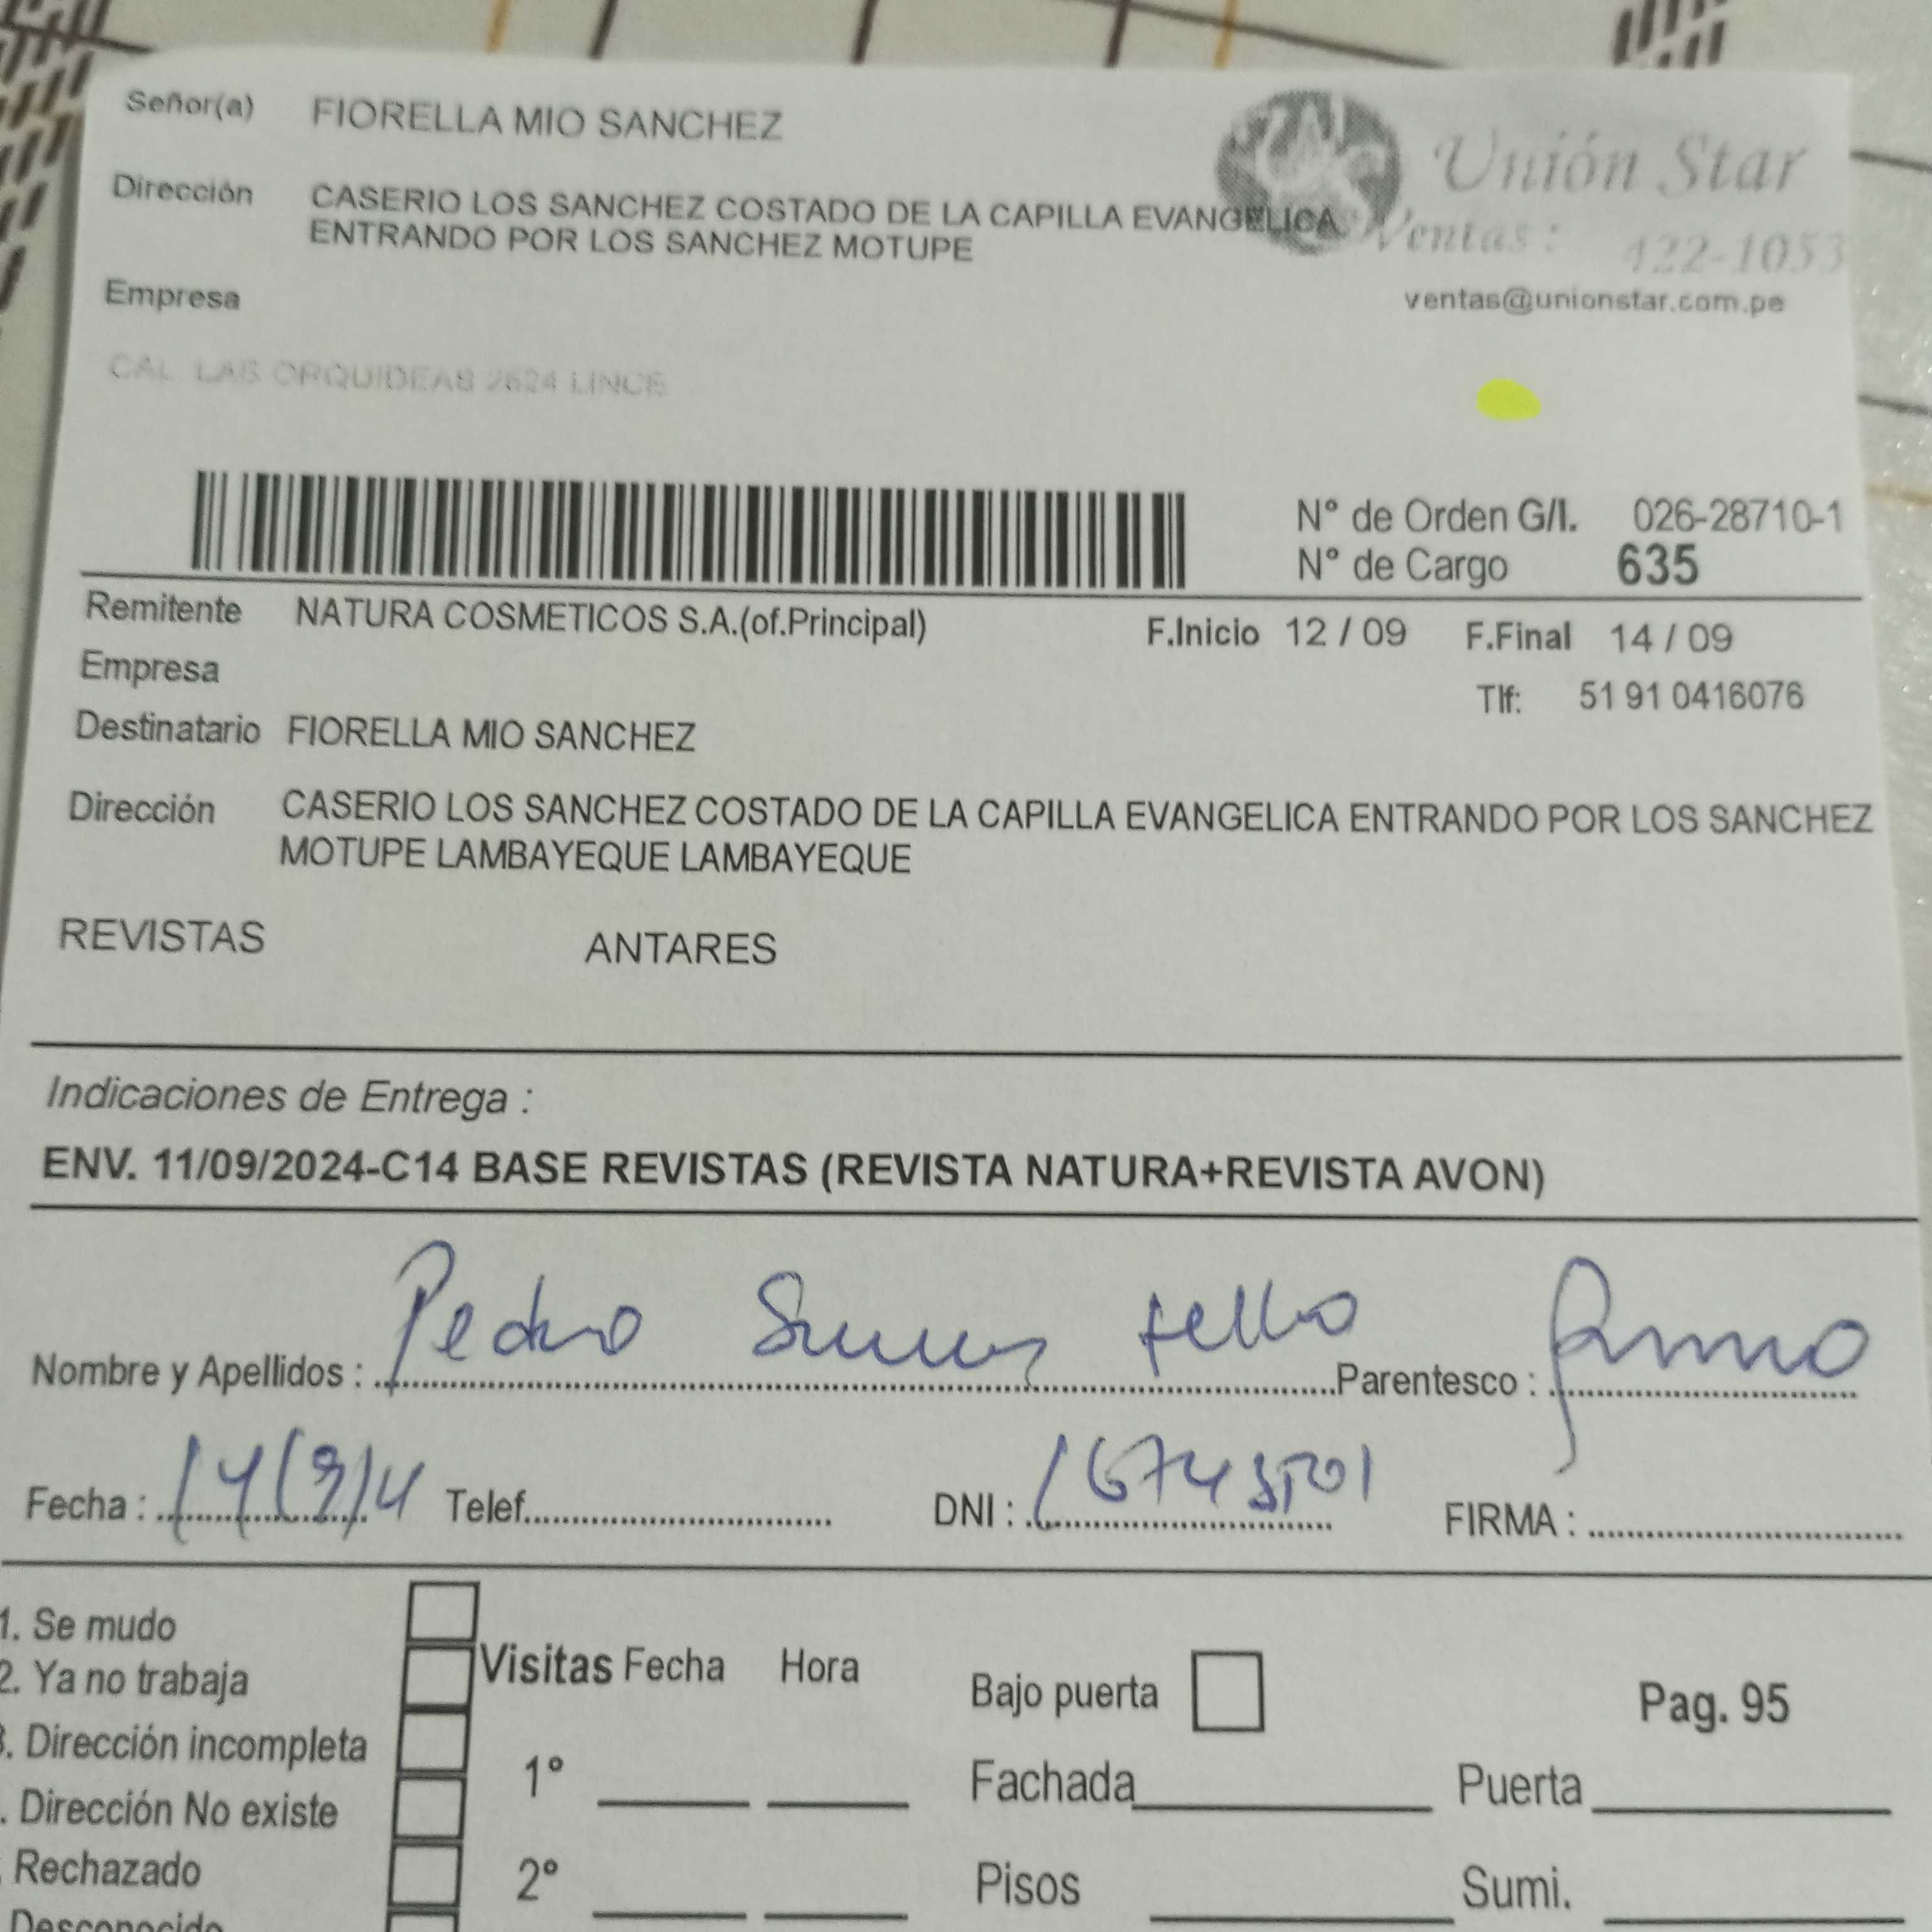 Señor(a) FIORELLA MIO SANCHEZ
Unión Star
Dirección CASERIO LOS SANCHEZ COSTADO DE LA CAPILLA EVANGELICA
ENTRANDO POR LOS SANCHEZ MOTUPE
Ventas: 422-1053
Empresa
ventas@unionstar.com.pe
CAL LAS ORQUIDEAS 2624 LINCE
N° de Orden G/I. 026-28710-1
N° de Cargo 635
Remitente NATURA COSMETICOS S.A.(of.Principal) F.Inicio 12 / 09 F.Final 14 / 09
Empresa
Tlf: 51 91 0416076
Destinatario FIORELLA MIO SANCHEZ
Dirección CASERIO LOS SANCHEZ COSTADO DE LA CAPILLA EVANGELICA ENTRANDO POR LOS SANCHEZ
MOTUPE LAMBAYEQUE LAMBAYEQUE
REVISTAS ANTARES
Indicaciones de Entrega :
ENV. 11/09/2024-C14 BASE REVISTAS (REVISTA NATURA+REVISTA AVON)
Nombre y Apellidos : Pedro tello Parentesco :
Fecha : Telef. DNI : FIRMA :
1. Se mudo
2. Ya no trabaja
Visitas Fecha Hora
Bajo puerta
Pag. 95
3. Dirección incompleta
1° Fachada Puerta
. Dirección No existe
Rechazado
2° Pisos Sumi.
Desconocido